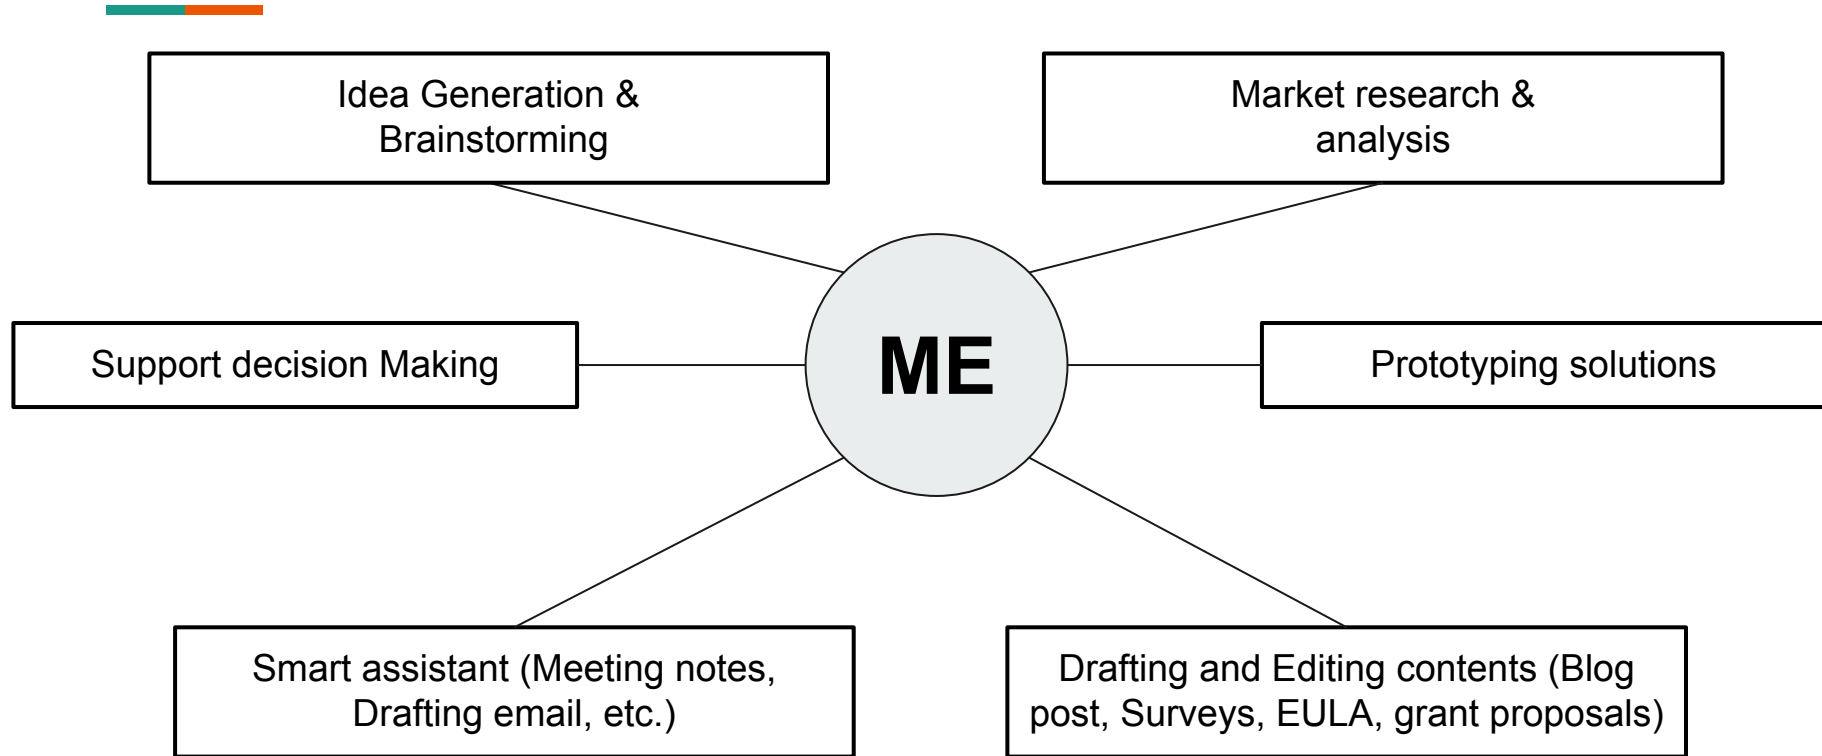 Idea Generation &
Brainstorming
Market research &
analysis
Support decision Making
ME
Prototyping solutions
Smart assistant (Meeting notes,
Drafting email, etc.)
Drafting and Editing contents (Blog
post, Surveys, EULA, grant proposals)